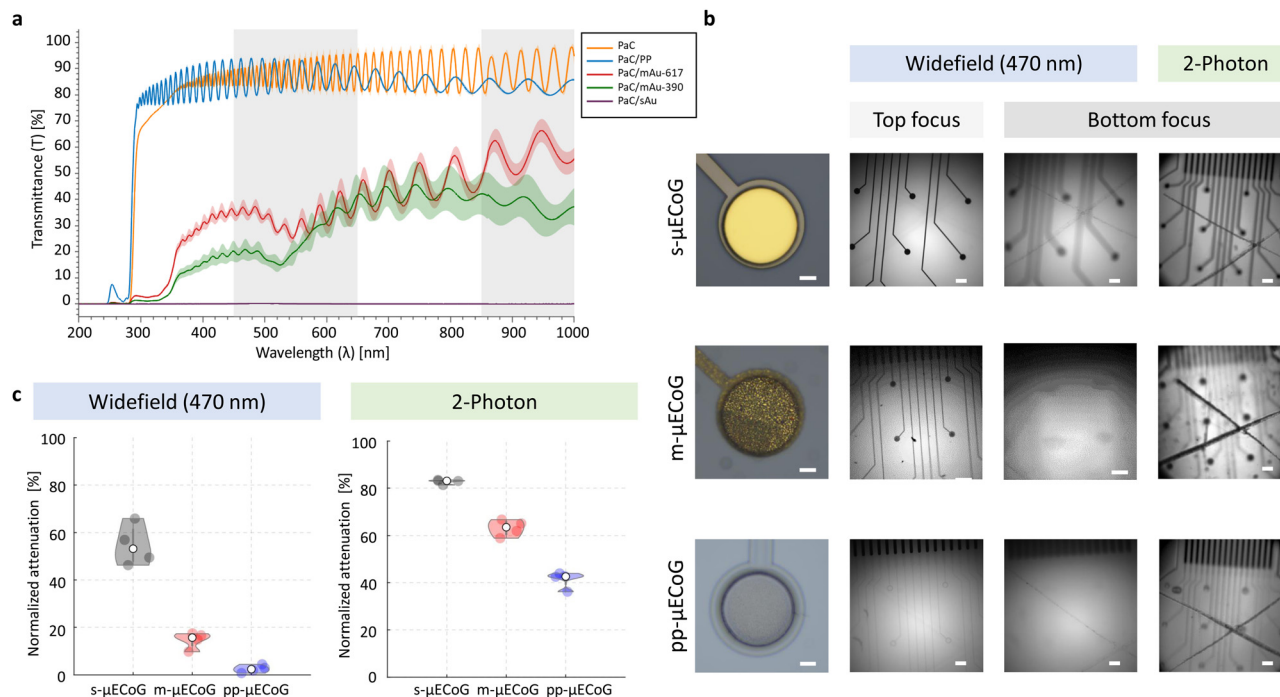 a
100
90
80
70
60
50
40
30
20
10
0
Transmittance (T) [%]
200 300 400 500 600 700 800 900 1000
Wavelength (λ) [nm]
PaC
PaC/PP
PaC/mAu-617
PaC/mAu-390
PaC/sAu
b
Widefield (470 nm) 2-Photon
Top focus Bottom focus
s-μECoG
m-μECoG
pp-μECoG
c
Widefield (470 nm)
100
80
60
40
20
0
Normalized attenuation [%]
s-μECoG m-μECoG pp-μECoG
2-Photon
100
80
60
40
20
0
Normalized attenuation [%]
s-μECoG m-μECoG pp-μECoG